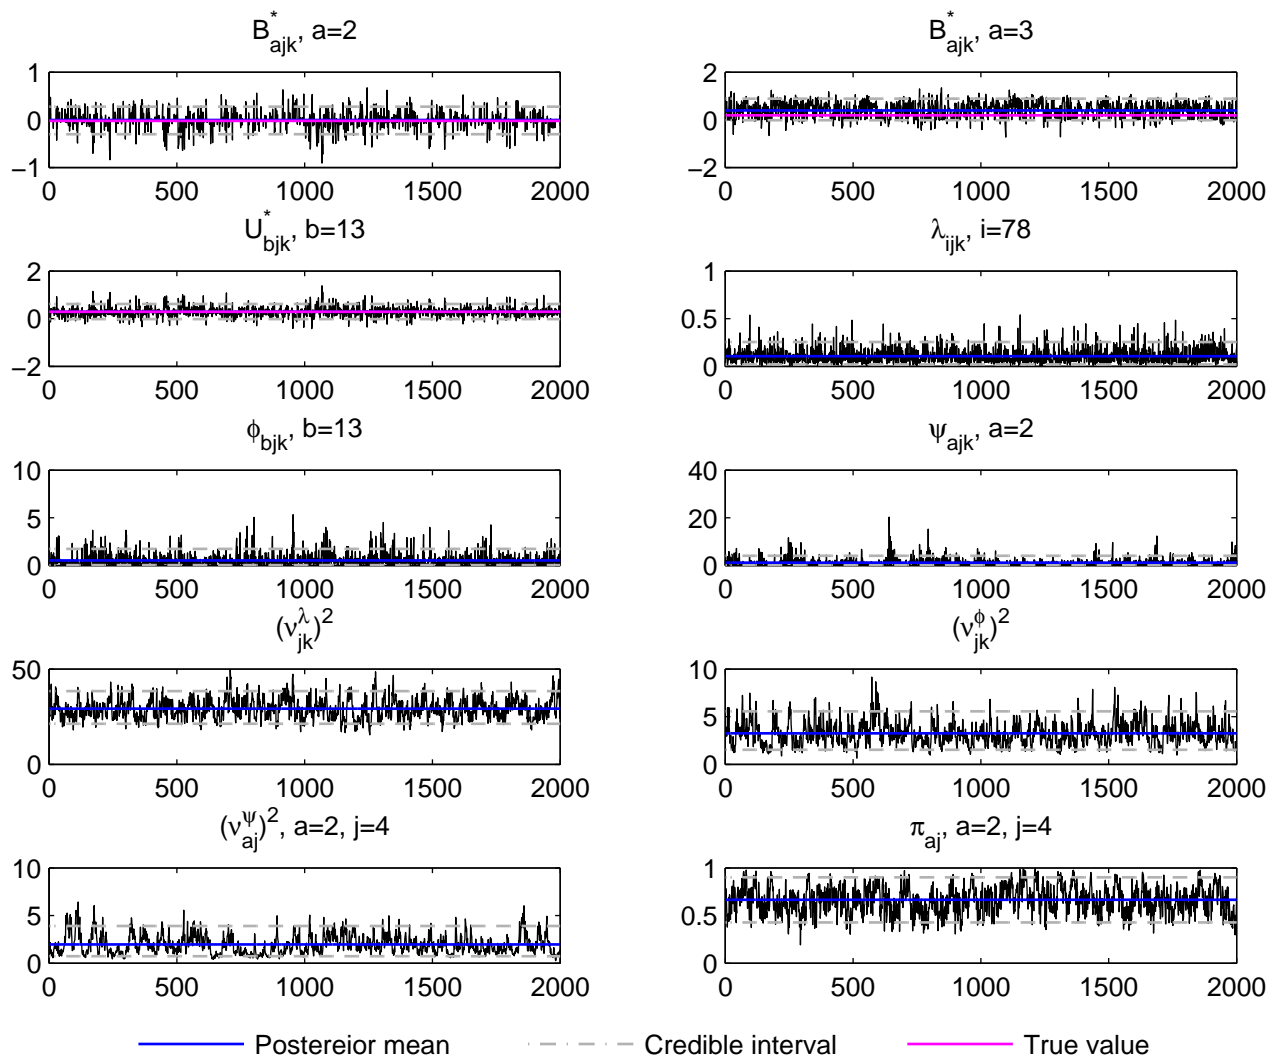 B*ajk, a=2
1
0
−1
0 500 1000 1500 2000
B*ajk, a=3
2
0
−2
0 500 1000 1500 2000
U*bjk, b=13
2
0
−2
0 500 1000 1500 2000
λijk, i=78
1
0.5
0
0 500 1000 1500 2000
ϕbjk, b=13
10
5
0
0 500 1000 1500 2000
ψajk, a=2
40
20
0
0 500 1000 1500 2000
(νλjk)2
50
0
0 500 1000 1500 2000
(νϕjk)2
10
5
0
0 500 1000 1500 2000
(νψaj)2, a=2, j=4
10
5
0
0 500 1000 1500 2000
πaj, a=2, j=4
1
0.5
0
0 500 1000 1500 2000
Postereior mean Credible interval True value